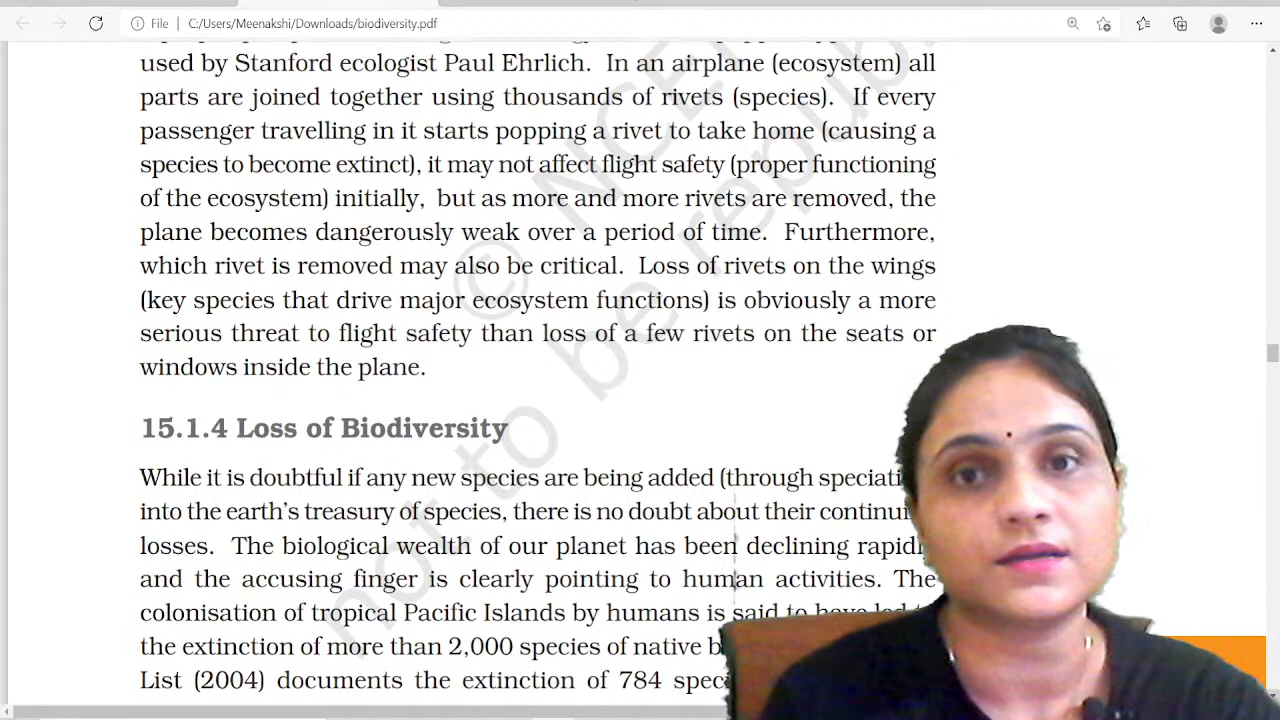 File C:/Users/Meenakshi/Downloads/biodiversity.pdf
used by Stanford ecologist Paul Ehrlich. In an airplane (ecosystem) all
parts are joined together using thousands of rivets (species). If every
passenger travelling in it starts popping a rivet to take home (causing a
species to become extinct), it may not affect flight safety (proper functioning
of the ecosystem) initially, but as more and more rivets are removed, the
plane becomes dangerously weak over a period of time. Furthermore,
which rivet is removed may also be critical. Loss of rivets on the wings
(key species that drive major ecosystem functions) is obviously a more
serious threat to flight safety than loss of a few rivets on the seats or
windows inside the plane.
15.1.4 Loss of Biodiversity
While it is doubtful if any new species are being added (through
into the earth's treasury of species, there is no doubt about their
losses. The biological wealth of our planet has been declining
and the accusing finger is clearly pointing to human activities. The
colonisation of tropical Pacific Islands by humans is said to have
the extinction of more than 2,000 species of native
List (2004) documents the extinction of 784
not to be